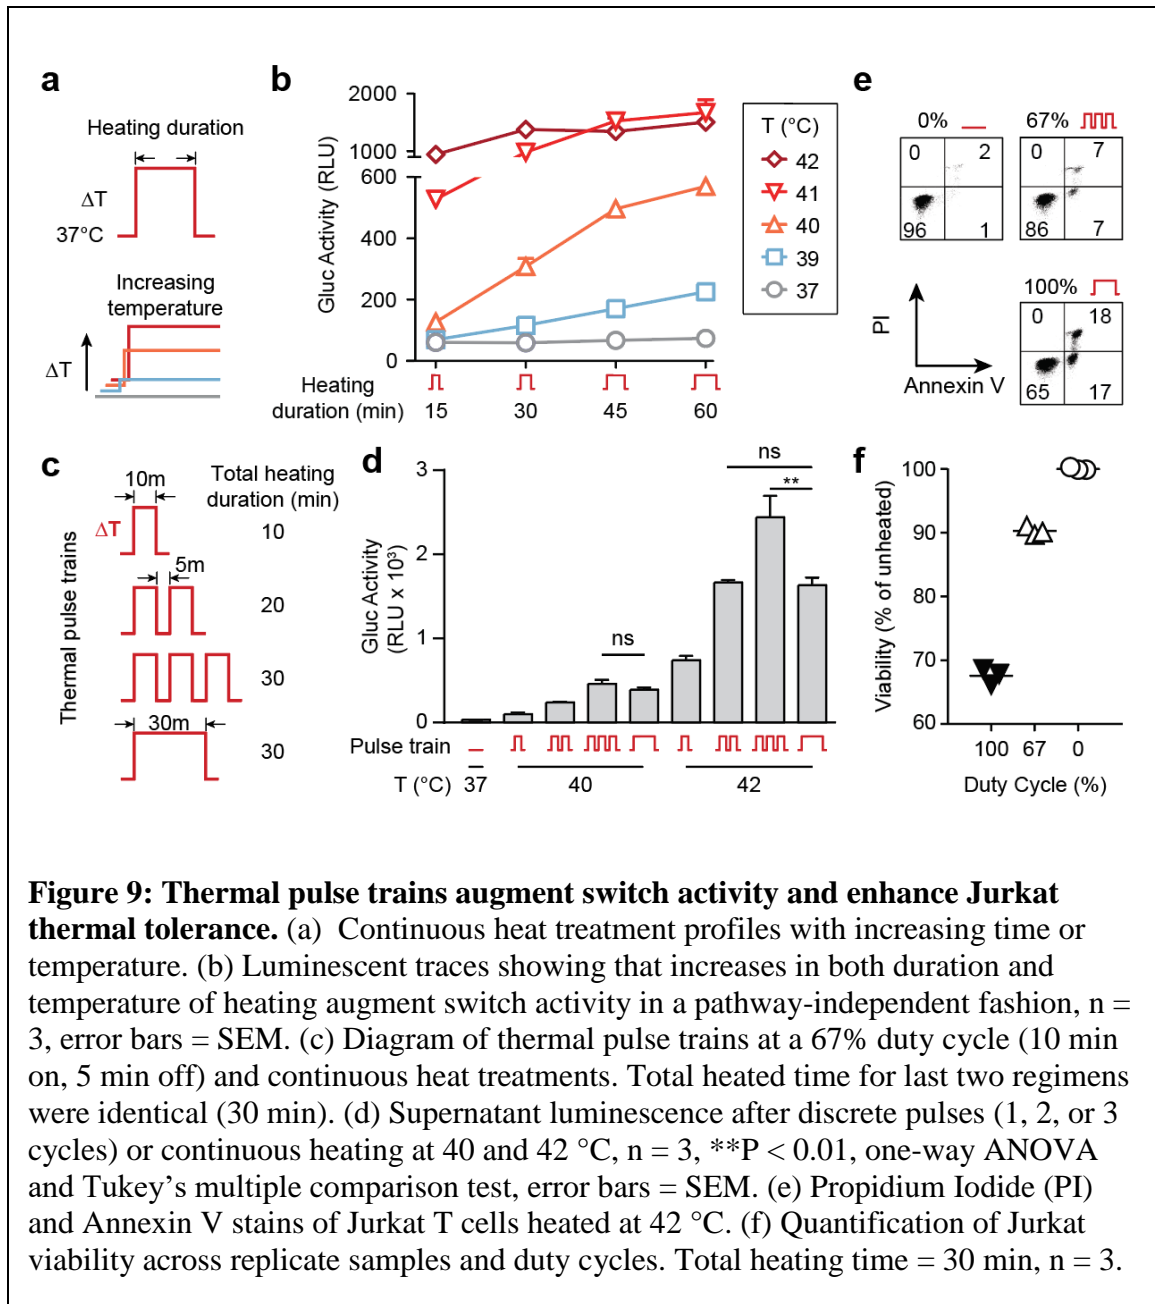 a
Heating duration
ΔT
37°C
Increasing
temperature
ΔT
b
2000
1000
600
400
200
0
Gluc Activity (RLU)
Heating
duration (min)
15 30 45 60
T (°C)
42
41
40
39
37
e
0%
67%
0 2
96 1
0 7
86 7
100%
0 18
65 17
PI
Annexin V
c
10m
Total heating
duration (min)
ΔT
10
5m
20
30
30m
30
Thermal pulse trains
d
3
2
1
0
Gluc Activity
(RLU x 10³)
ns
ns
**
Pulse train
T (°C) 37 40 42
f
100
90
80
70
60
Viability (% of unheated)
100 67 0
Duty Cycle (%)
Figure 9: Thermal pulse trains augment switch activity and enhance Jurkat
thermal tolerance. (a) Continuous heat treatment profiles with increasing time or
temperature. (b) Luminescent traces showing that increases in both duration and
temperature of heating augment switch activity in a pathway-independent fashion, n =
3, error bars = SEM. (c) Diagram of thermal pulse trains at a 67% duty cycle (10 min
on, 5 min off) and continuous heat treatments. Total heated time for last two regimens
were identical (30 min). (d) Supernatant luminescence after discrete pulses (1, 2, or 3
cycles) or continuous heating at 40 and 42 °C, n = 3, **P < 0.01, one-way ANOVA
and Tukey’s multiple comparison test, error bars = SEM. (e) Propidium Iodide (PI)
and Annexin V stains of Jurkat T cells heated at 42 °C. (f) Quantification of Jurkat
viability across replicate samples and duty cycles. Total heating time = 30 min, n = 3.